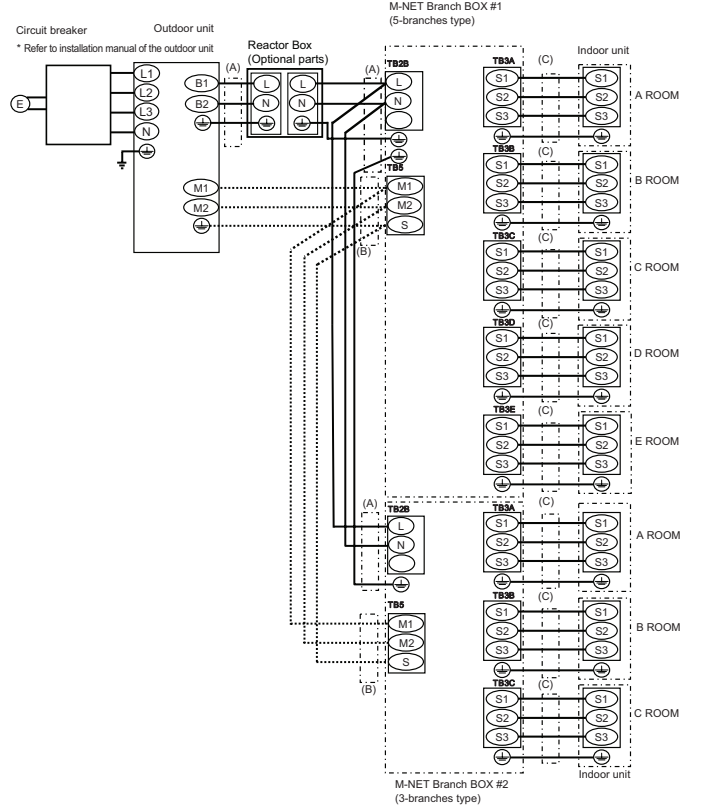 M-NET Branch BOX #1
(5-branches type)
Circuit breaker
Outdoor unit
* Refer to installation manual of the outdoor unit
Reactor Box
(Optional parts)
Indoor unit
E
L1
L2
L3
N
B1
B2
M1
M2
(A)
L
N
L
N
(A)
TB2B
L
N
TB5
M1
M2
S
(B)
TB3A
S1
S2
S3
(C)
S1
S2
S3
A ROOM
TB3B
S1
S2
S3
(C)
S1
S2
S3
B ROOM
TB3C
S1
S2
S3
(C)
S1
S2
S3
C ROOM
TB3D
S1
S2
S3
(C)
S1
S2
S3
D ROOM
TB3E
S1
S2
S3
(C)
S1
S2
S3
E ROOM
(A)
TB2B
L
N
TB5
M1
M2
S
(B)
TB3A
S1
S2
S3
(C)
S1
S2
S3
A ROOM
TB3B
S1
S2
S3
(C)
S1
S2
S3
B ROOM
TB3C
S1
S2
S3
(C)
S1
S2
S3
C ROOM
Indoor unit
M-NET Branch BOX #2
(3-branches type)